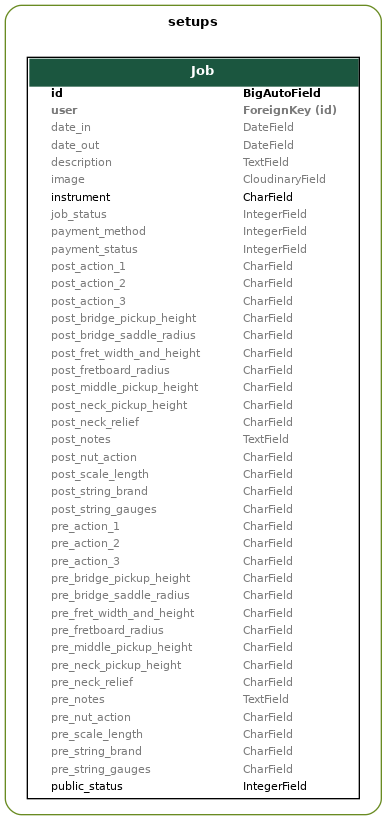 setups
Job
id BigAutoField
user ForeignKey (id)
date_in DateField
date_out DateField
description TextField
image CloudinaryField
instrument CharField
job_status IntegerField
payment_method IntegerField
payment_status IntegerField
post_action_1 CharField
post_action_2 CharField
post_action_3 CharField
post_bridge_pickup_height CharField
post_bridge_saddle_radius CharField
post_fret_width_and_height CharField
post_fretboard_radius CharField
post_middle_pickup_height CharField
post_neck_pickup_height CharField
post_neck_relief CharField
post_notes TextField
post_nut_action CharField
post_scale_length CharField
post_string_brand CharField
post_string_gauges CharField
pre_action_1 CharField
pre_action_2 CharField
pre_action_3 CharField
pre_bridge_pickup_height CharField
pre_bridge_saddle_radius CharField
pre_fret_width_and_height CharField
pre_fretboard_radius CharField
pre_middle_pickup_height CharField
pre_neck_pickup_height CharField
pre_neck_relief CharField
pre_notes TextField
pre_nut_action CharField
pre_scale_length CharField
pre_string_brand CharField
pre_string_gauges CharField
public_status IntegerField